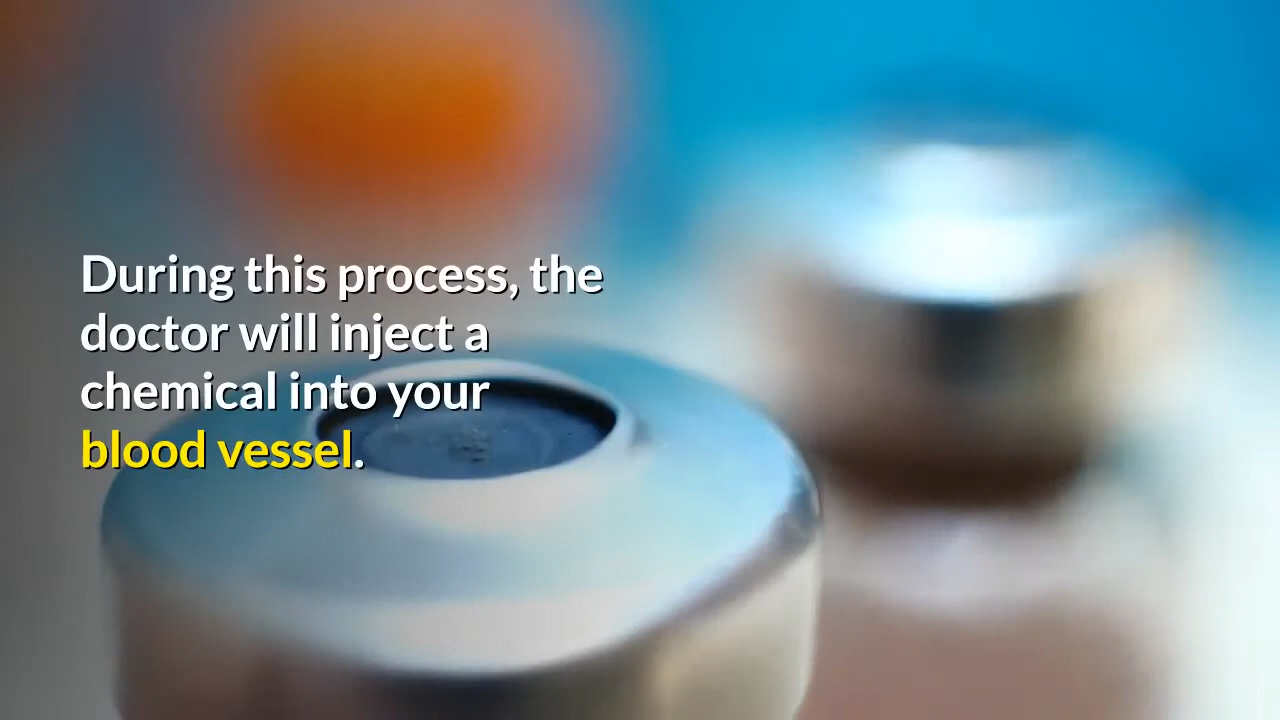 During this process, the
doctor will inject a
chemical into your
blood vessel.